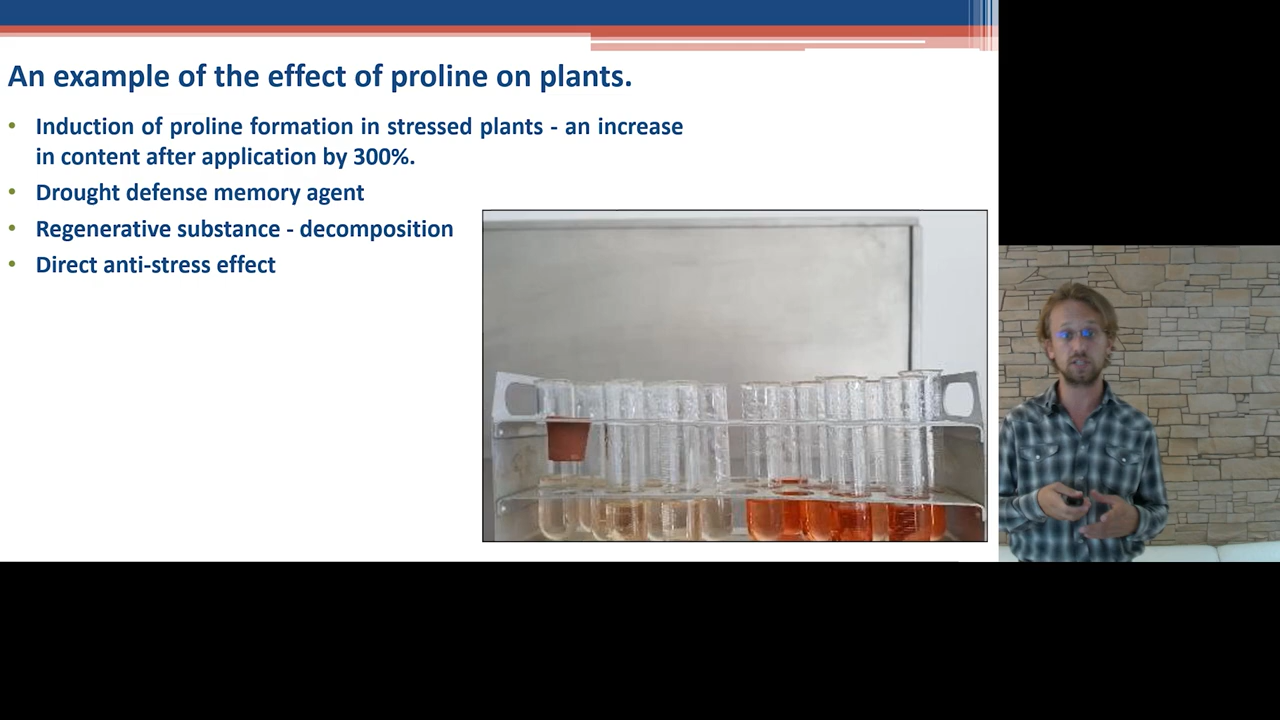 An example of the effect of proline on plants.
• Induction of proline formation in stressed plants - an increase
in content after application by 300%.
• Drought defense memory agent
• Regenerative substance - decomposition
• Direct anti-stress effect